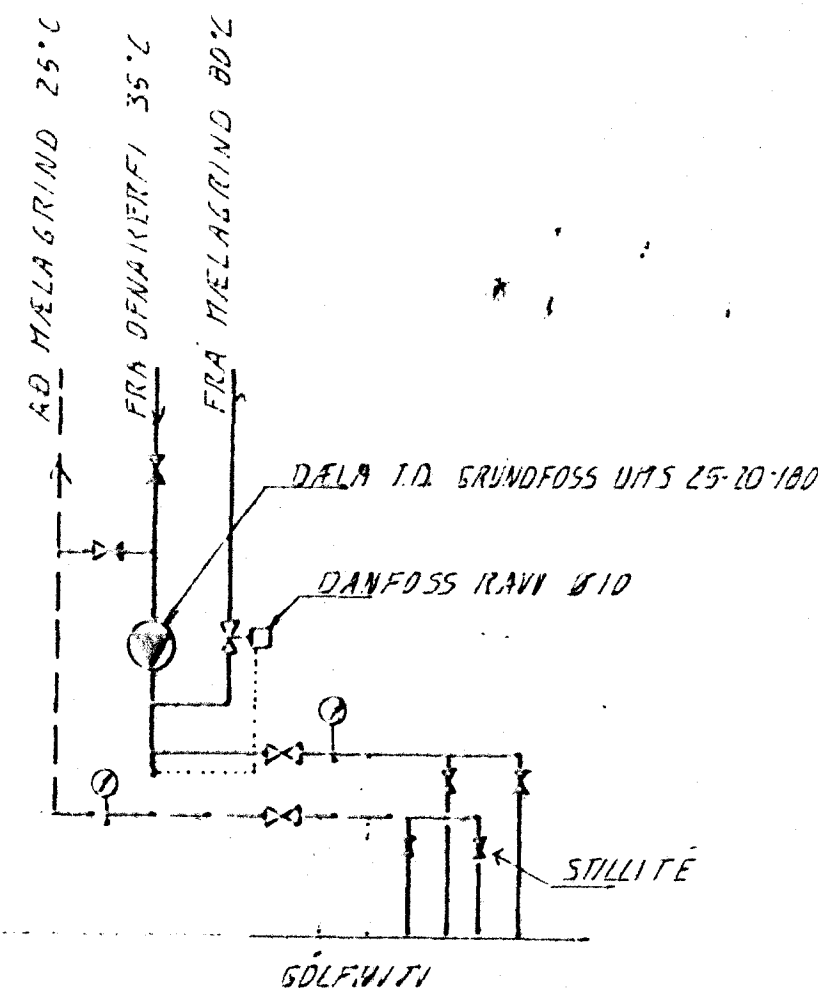 AÐ MÆLAGRIND 25°C
FRÁ OFNAKERFI 35°C
FRÁ MÆLAGRIND 80°C
DÆLA T.D. GRUNDFOSS UMS 25-20-180
DANFOSS RAVV Ø10
STILLITÉ
GÓLFHITI